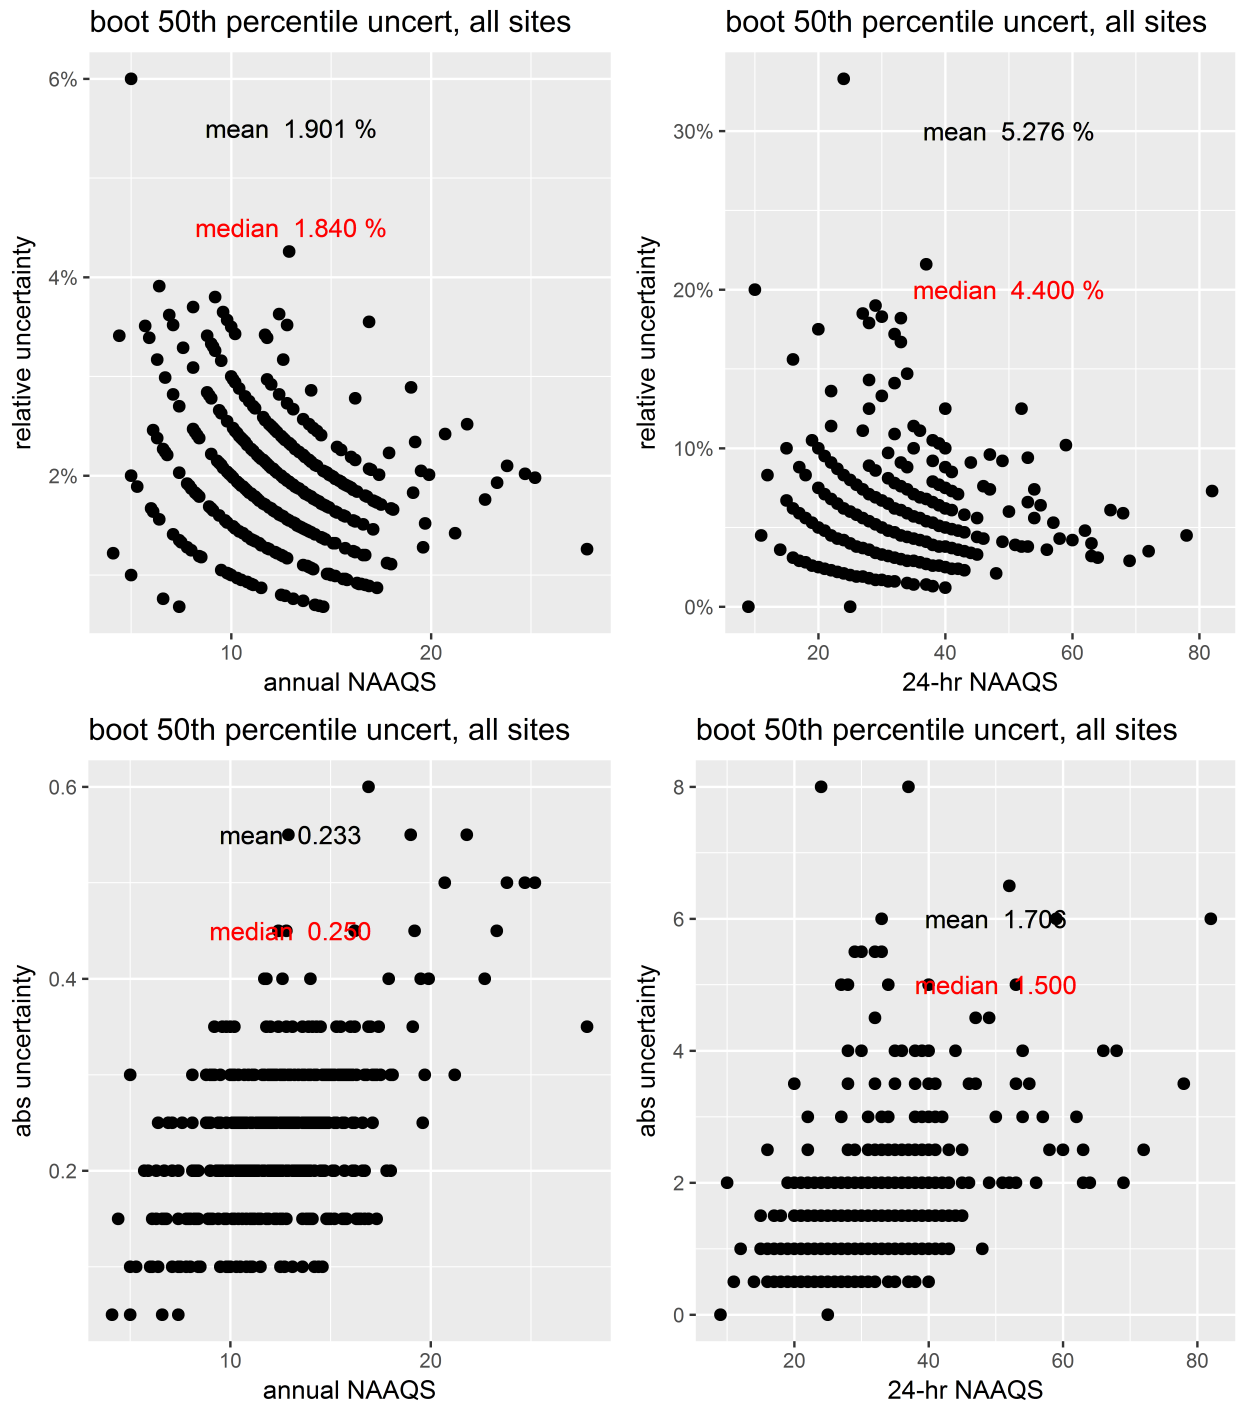 boot 50th percentile uncert, all sites
relative uncertainty
6%
4%
2%
mean 1.901 %
median 1.840 %
10 20
annual NAAQS
boot 50th percentile uncert, all sites
relative uncertainty
30%
20%
10%
0%
mean 5.276 %
median 4.400 %
20 40 60 80
24-hr NAAQS
boot 50th percentile uncert, all sites
abs uncertainty
0.6
0.4
0.2
mean 0.233
median 0.250
10 20
annual NAAQS
boot 50th percentile uncert, all sites
abs uncertainty
8
6
4
2
0
mean 1.706
median 1.500
20 40 60 80
24-hr NAAQS